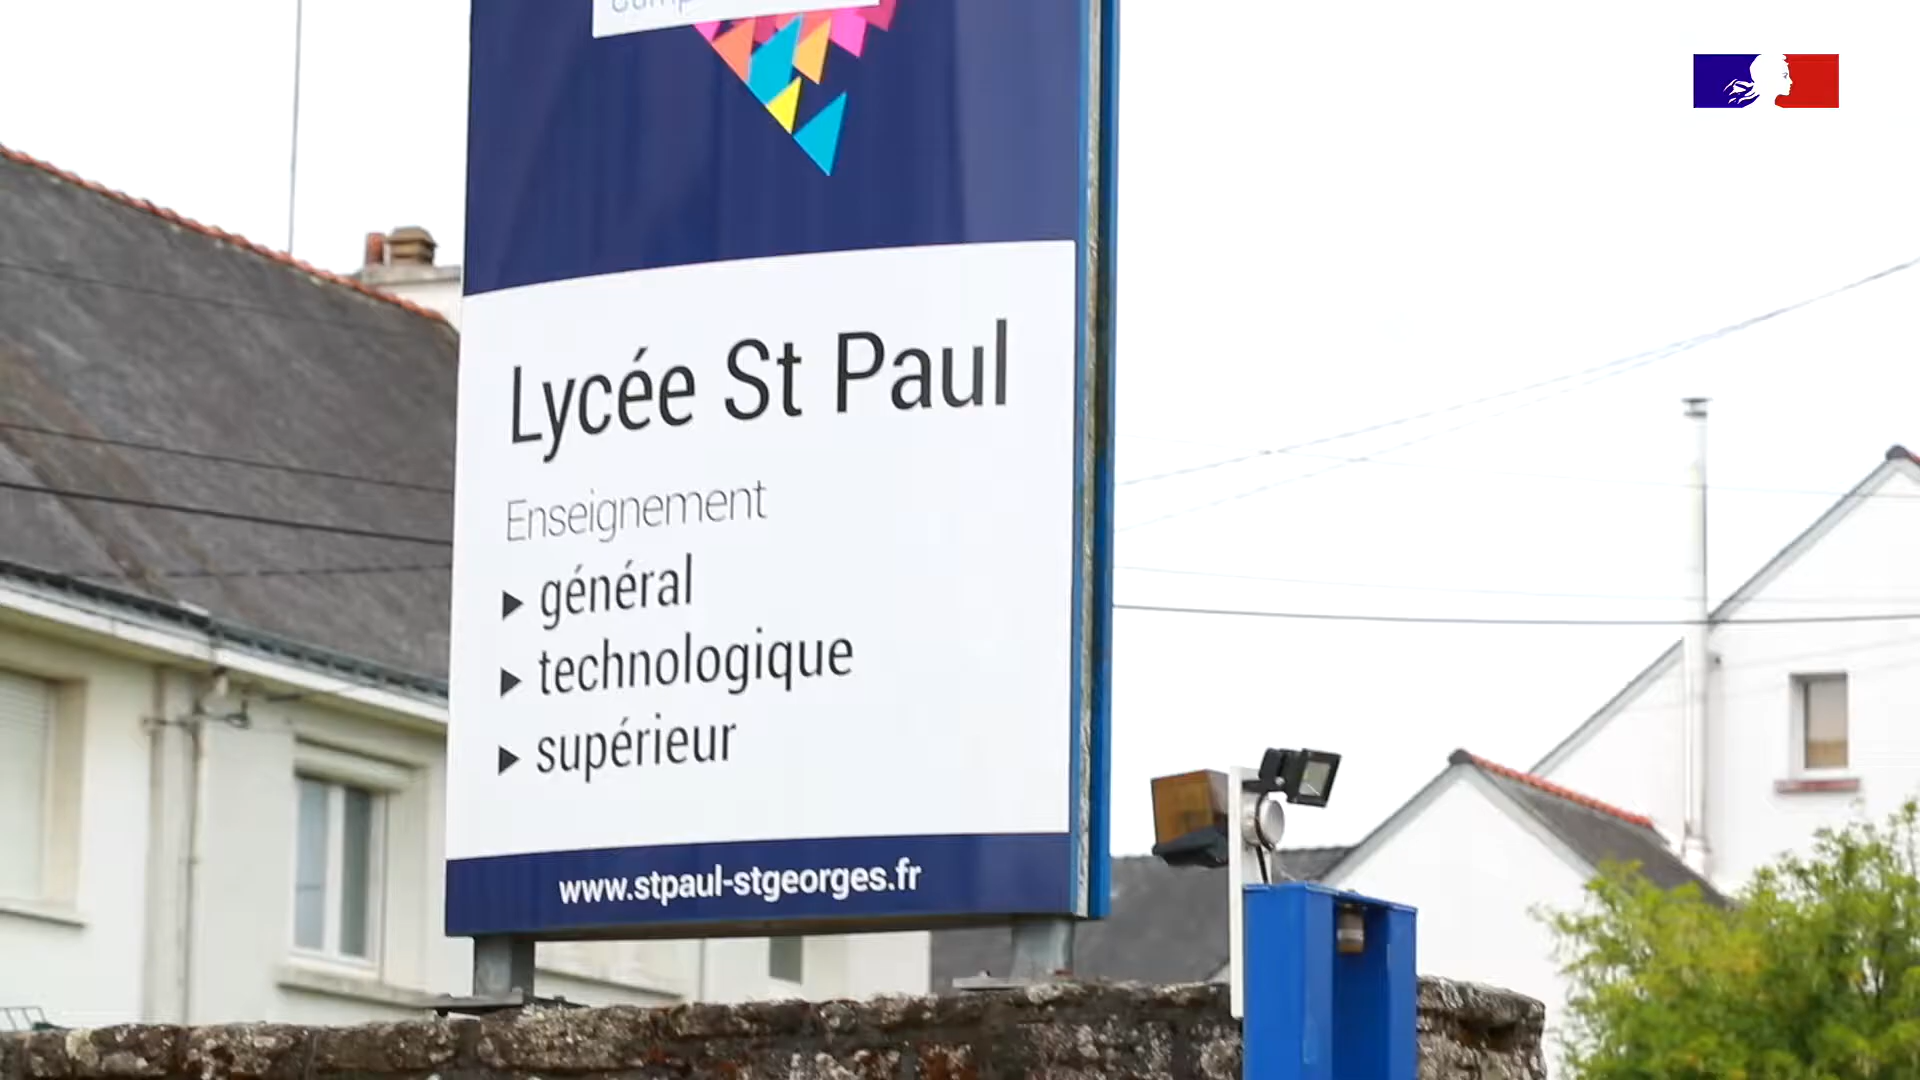 Lycée St Paul
Enseignement
▶ général
▶ technologique
▶ supérieur
www.stpaul-stgeorges.fr